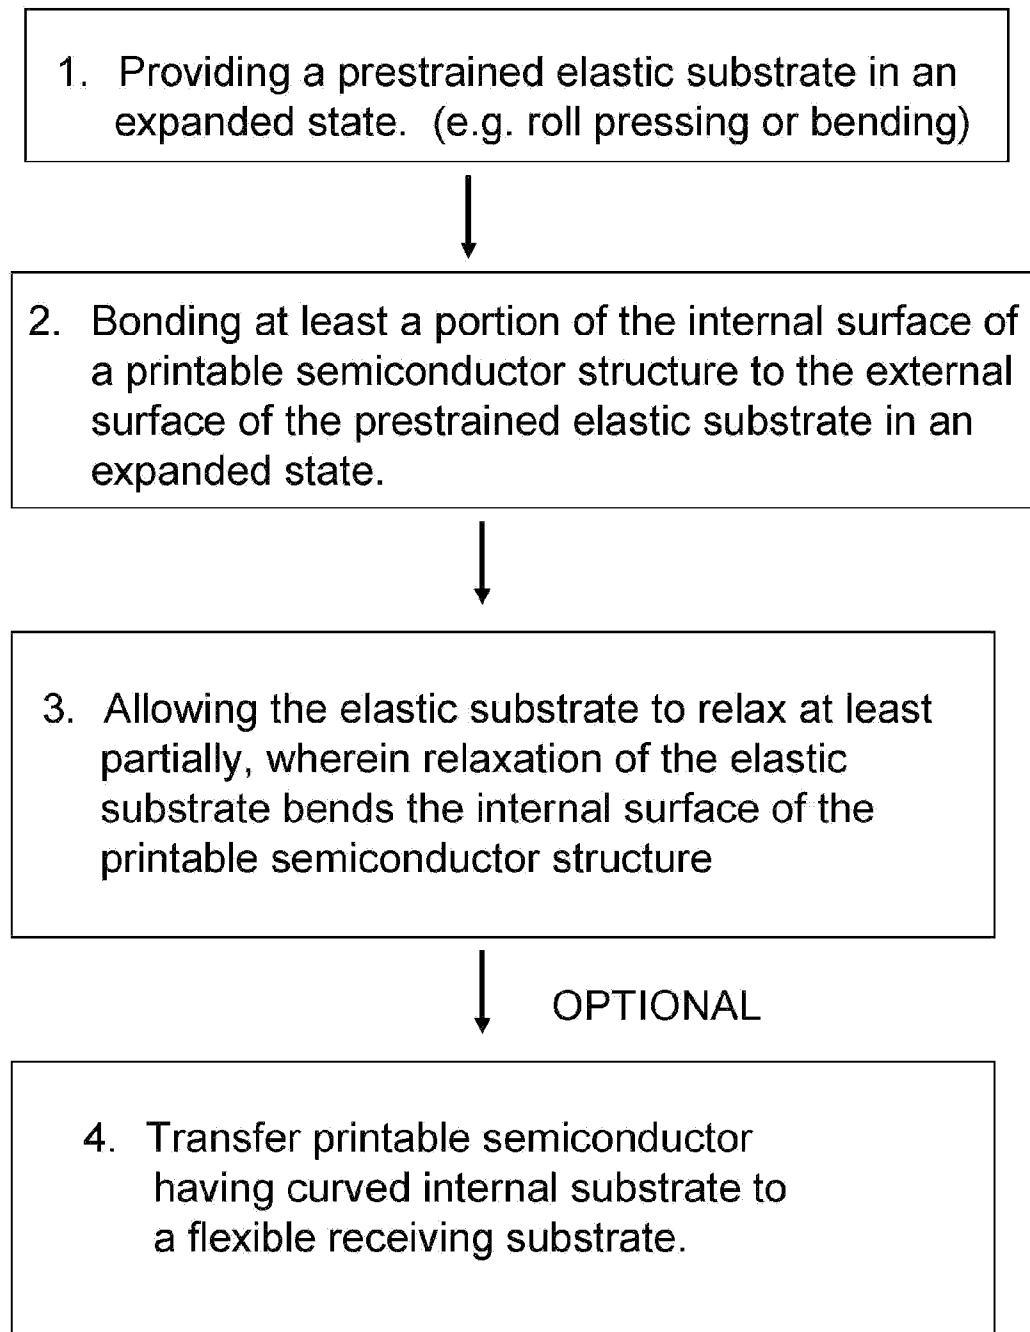 1. Providing a prestrained elastic substrate in an
expanded state. (e.g. roll pressing or bending)
2. Bonding at least a portion of the internal surface of
a printable semiconductor structure to the external
surface of the prestrained elastic substrate in an
expanded state.
3. Allowing the elastic substrate to relax at least
partially, wherein relaxation of the elastic
substrate bends the internal surface of the
printable semiconductor structure
OPTIONAL
4. Transfer printable semiconductor
having curved internal substrate to
a flexible receiving substrate.